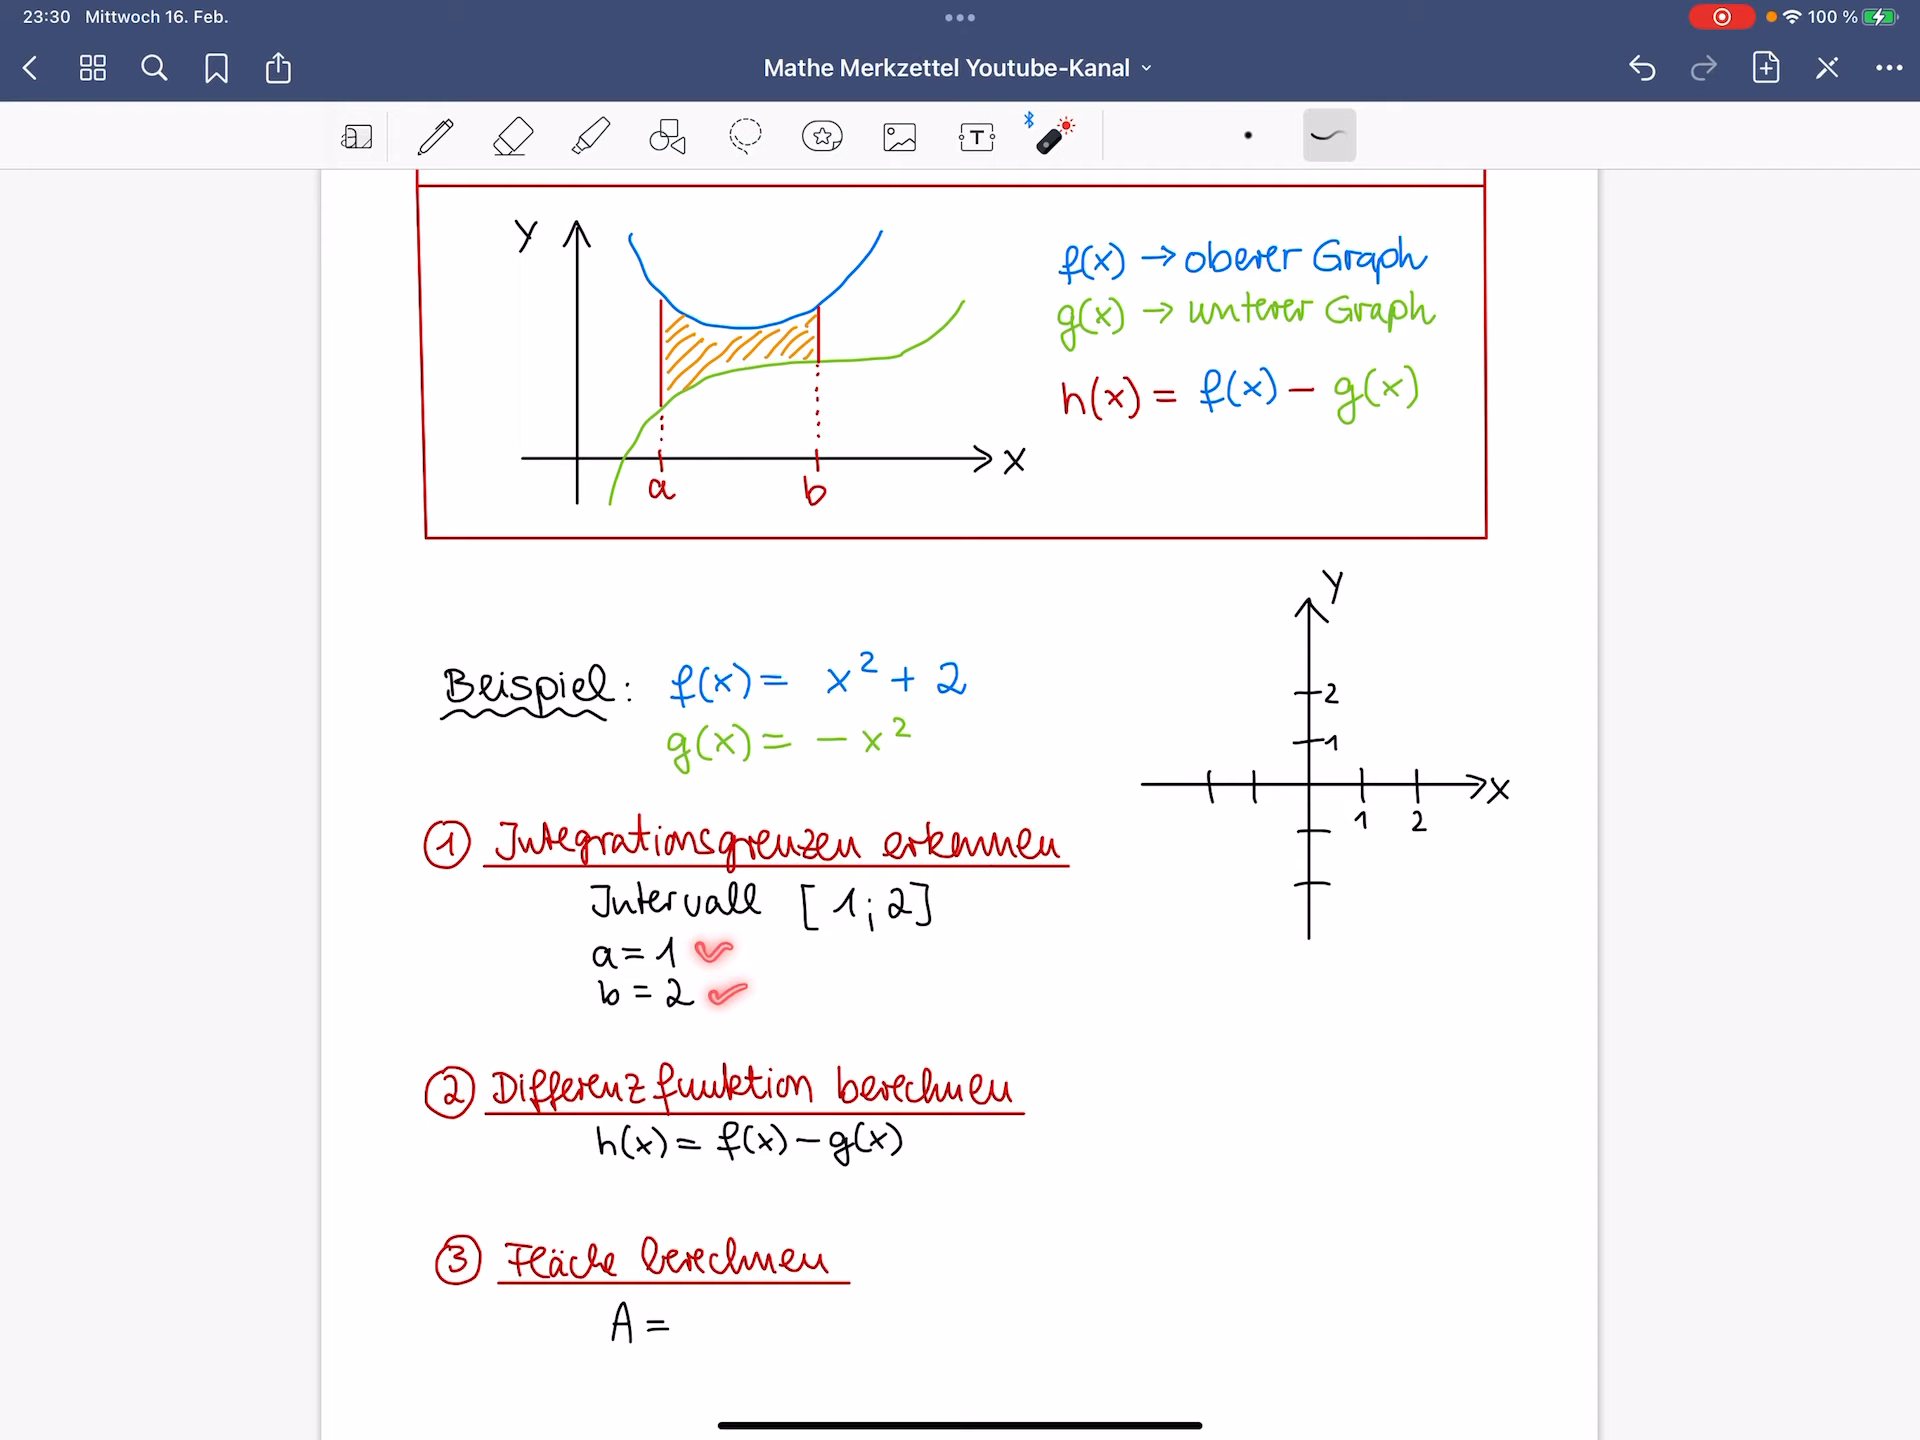 23:30 Mittwoch 16. Feb.
100 %
Mathe Merkzettel Youtube-Kanal
T
y
f(x) → oberer Graph
g(x) → unterer Graph
h(x) = f(x) - g(x)
x
a
b
y
Beispiel: f(x) = x² + 2
g(x) = - x²
2
1
x
1 2
① Integrationsgrenzen erkennen
Intervall [1; 2]
a = 1
b = 2
② Differenzfunktion berechnen
h(x) = f(x) - g(x)
③ Fläche berechnen
A =